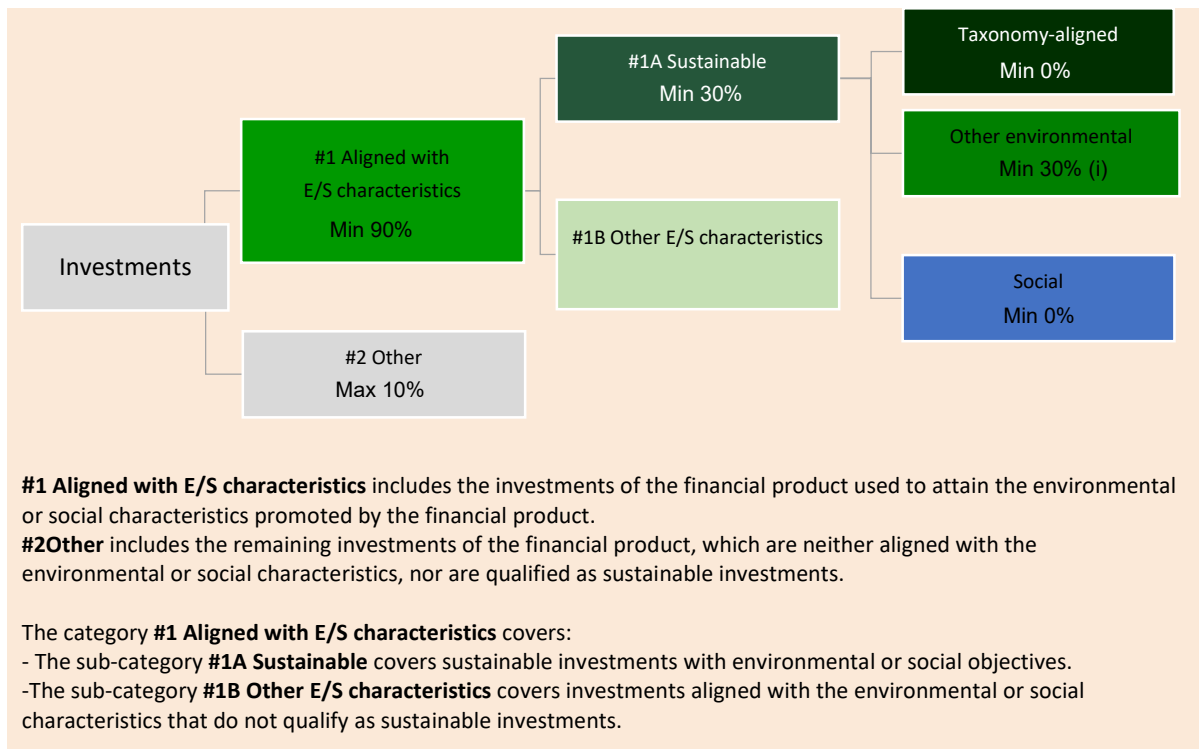 Taxonomy-aligned
Min 0%
#1A Sustainable
Min 30%
Other environmental
Min 30% (i)
#1 Aligned with
E/S characteristics
Min 90%
#1B Other E/S characteristics
Investments
Social
Min 0%
#2 Other
Max 10%
#1 Aligned with E/S characteristics includes the investments of the financial product used to attain the environmental
or social characteristics promoted by the financial product.
#2Other includes the remaining investments of the financial product, which are neither aligned with the
environmental or social characteristics, nor are qualified as sustainable investments.
The category #1 Aligned with E/S characteristics covers:
- The sub-category #1A Sustainable covers sustainable investments with environmental or social objectives.
-The sub-category #1B Other E/S characteristics covers investments aligned with the environmental or social
characteristics that do not qualify as sustainable investments.